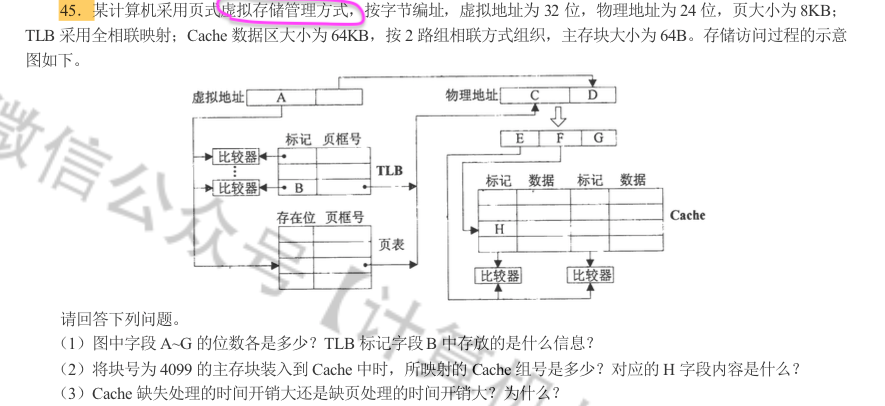 45. 某计算机采用页式虚拟存储管理方式，按字节编址，虚拟地址为 32 位，物理地址为 24 位，页大小为 8KB；
TLB 采用全相联映射；Cache 数据区大小为 64KB，按 2 路组相联方式组织，主存块大小为 64B。存储访问过程的示意
图如下。
虚拟地址 A
物理地址 C D
标记 页框号
比较器
比较器 B
TLB
E F G
存在位 页框号
页表
标记 数据 标记 数据
H
Cache
比较器 比较器
请回答下列问题。
（1）图中字段 A~G 的位数各是多少？TLB 标记字段 B 中存放的是什么信息？
（2）将块号为 4099 的主存块装入到 Cache 中时，所映射的 Cache 组号是多少？对应的 H 字段内容是什么？
（3）Cache 缺失处理的时间开销大还是缺页处理的时间开销大？为什么？
微信公众号【计算机